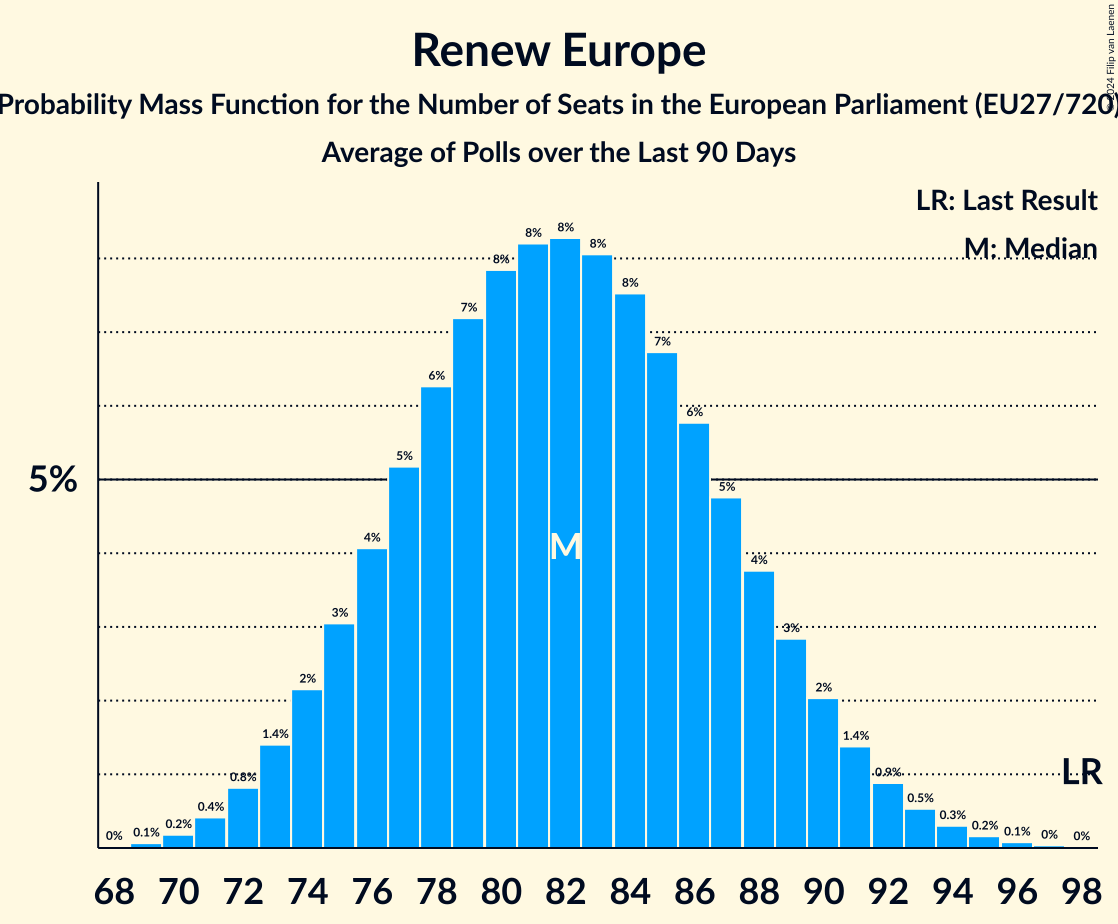 Renew Europe
Probability Mass Function for the Number of Seats in the European Parliament (EU27/720)
Average of Polls over the Last 90 Days
© 2024 Filip van Laenen
LR: Last Result
M: Median
5%
0% 0.1% 0.2% 0.4% 0.8% 1.4% 2% 3% 4% 5% 6% 7% 8% 8% 8% 8% 8% 7% 6% 5% 4% 3% 2% 1.4% 0.9% 0.5% 0.3% 0.2% 0.1% 0% 0%
M
LR
68 70 72 74 76 78 80 82 84 86 88 90 92 94 96 98